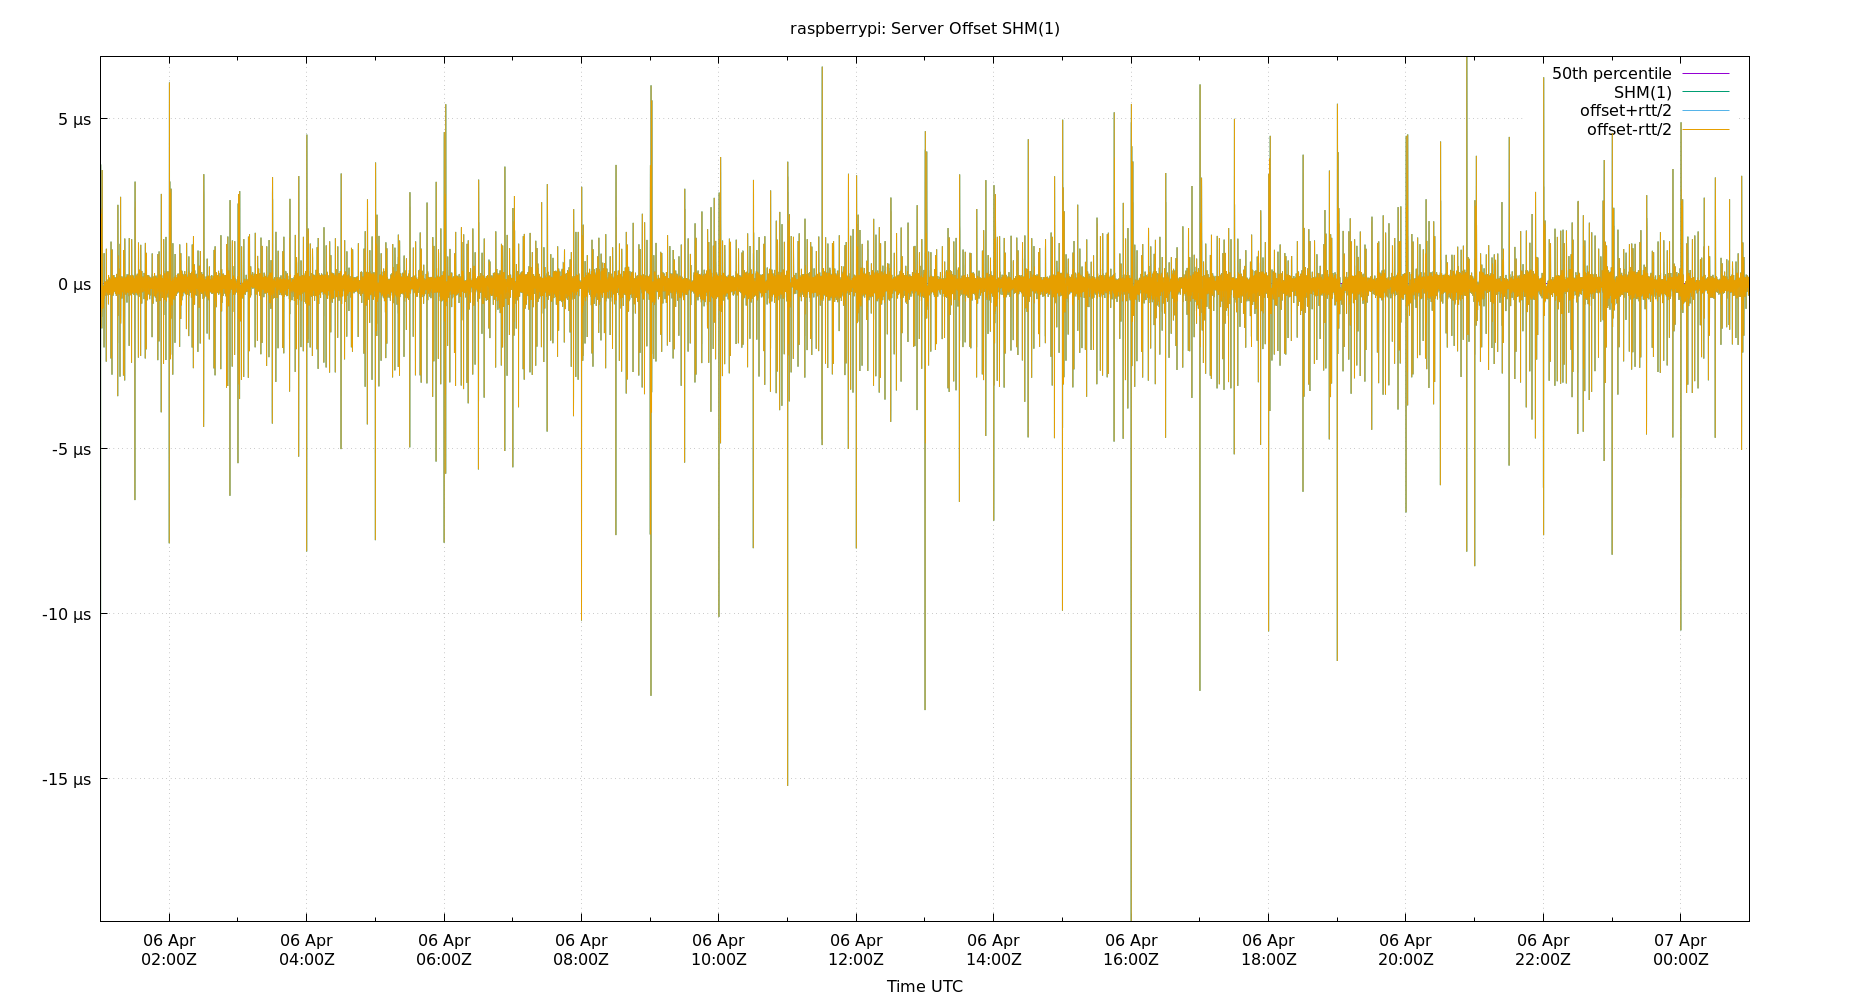 raspberrypi: Server Offset SHM(1)
50th percentile
SHM(1)
offset+rtt/2
offset-rtt/2
5 µs
0 µs
-5 µs
-10 µs
-15 µs
06 Apr 06 Apr 06 Apr 06 Apr 06 Apr 06 Apr 06 Apr 06 Apr 06 Apr 06 Apr 06 Apr 07 Apr
02:00Z 04:00Z 06:00Z 08:00Z 10:00Z 12:00Z 14:00Z 16:00Z 18:00Z 20:00Z 22:00Z 00:00Z
Time UTC